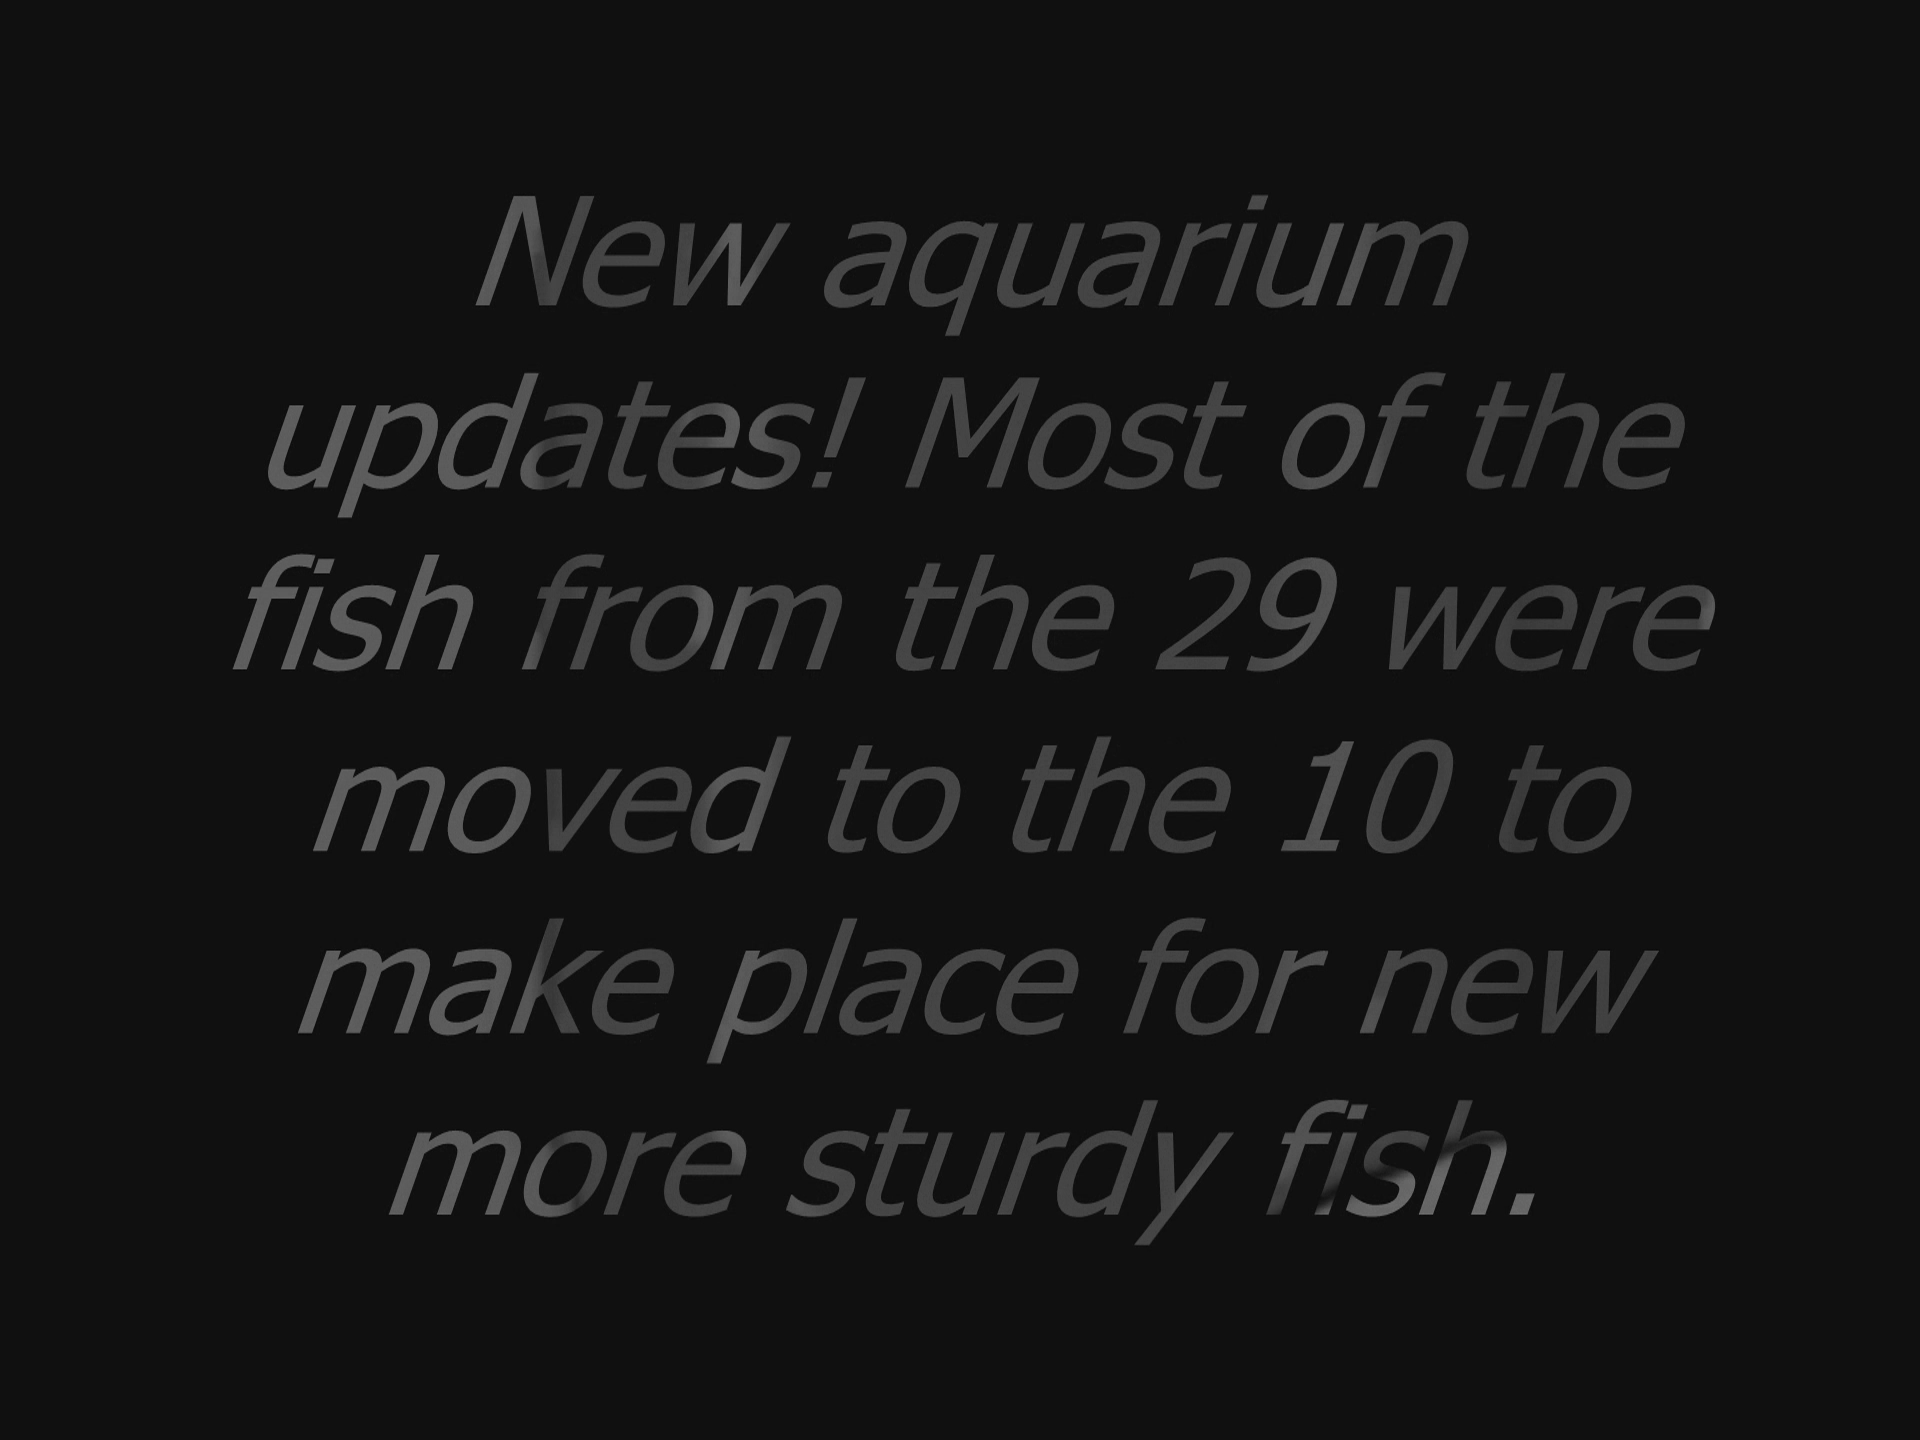 New aquarium
updates! Most of the
fish from the 29 were
moved to the 10 to
make place for new
more sturdy fish.